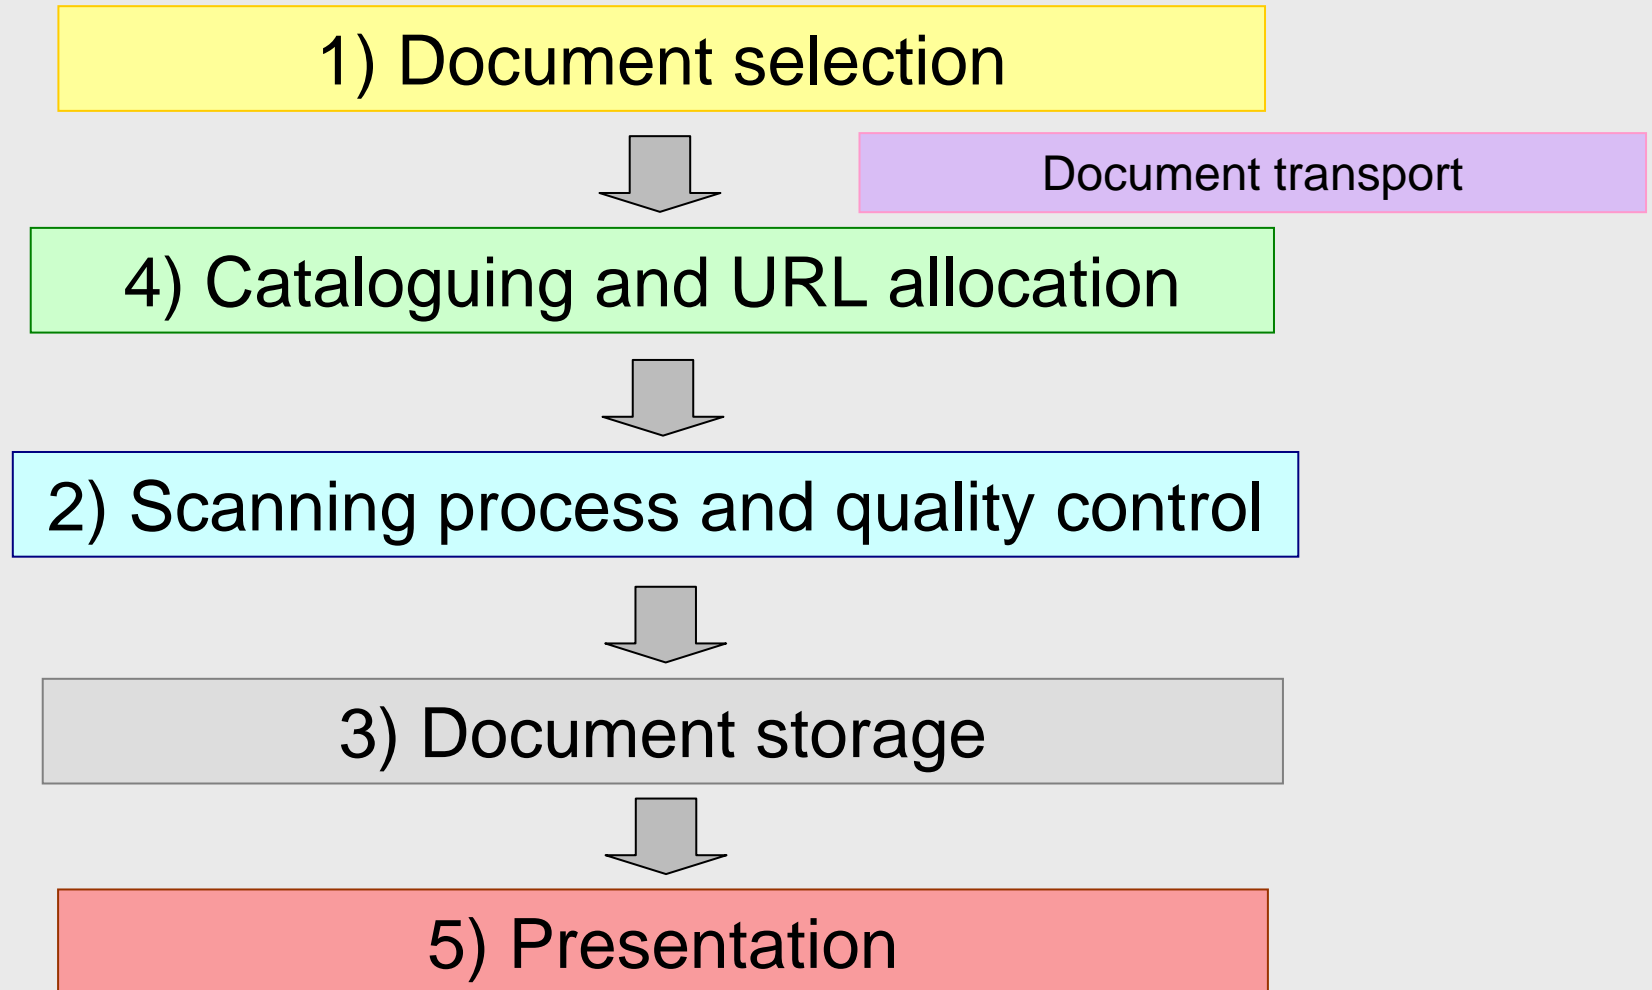 1) Document selection
Document transport
4) Cataloguing and URL allocation
2) Scanning process and quality control
3) Document storage
5) Presentation